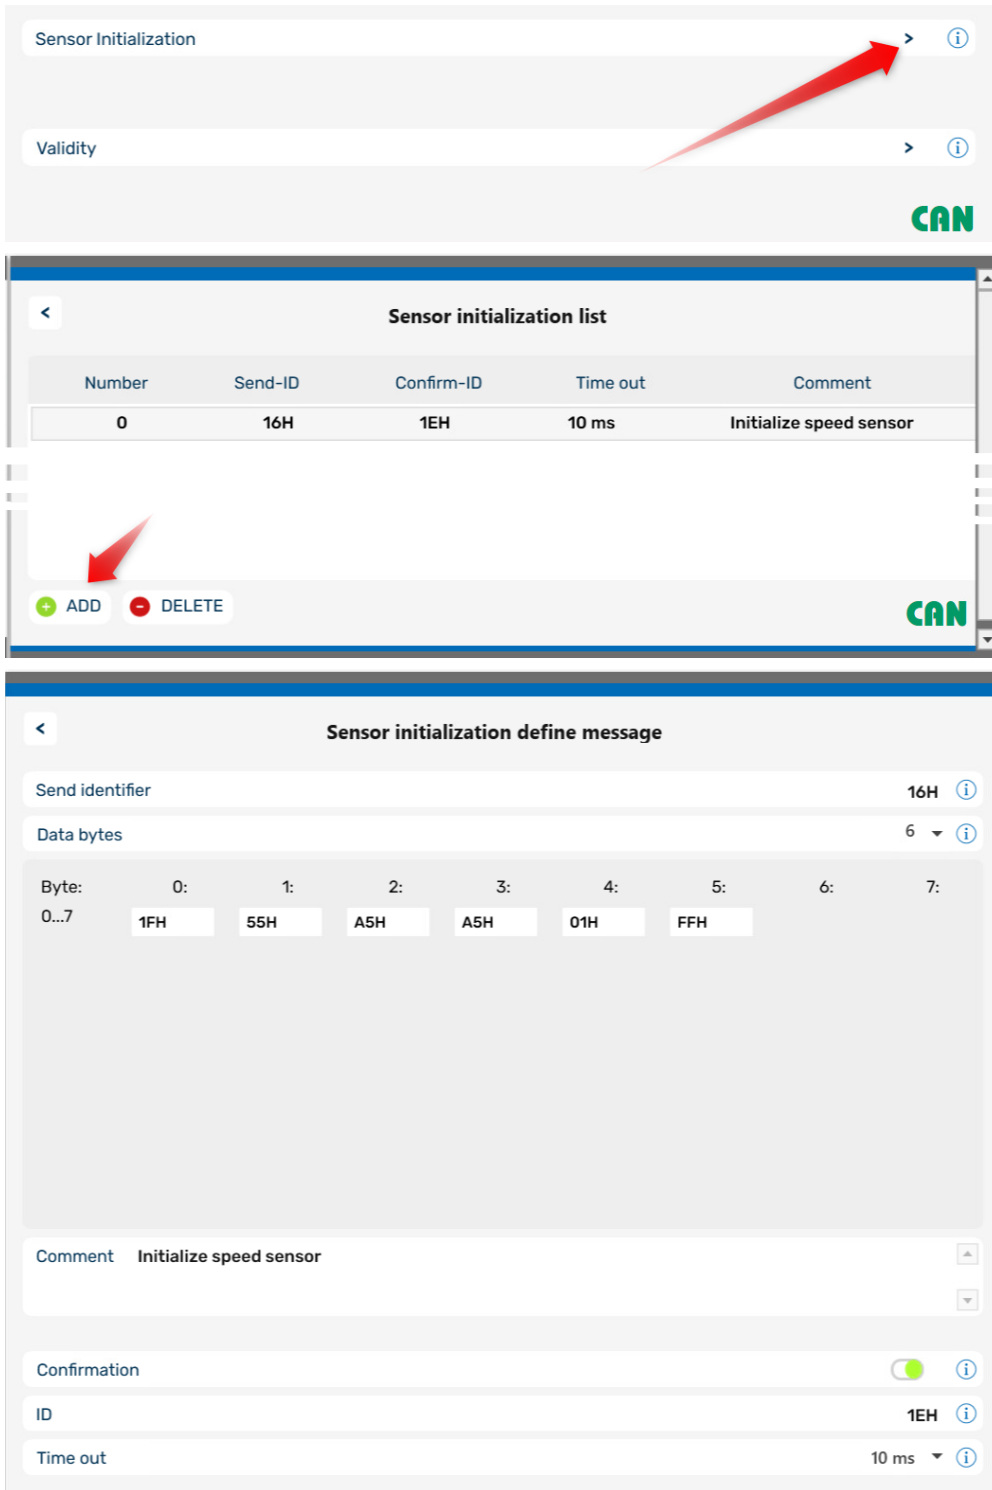 Sensor Initialization >
Validity >
CAN
<
Sensor initialization list
Number Send-ID Confirm-ID Time out Comment
0 16H 1EH 10 ms Initialize speed sensor
ADD DELETE
CAN
<
Sensor initialization define message
Send identifier 16H
Data bytes 6
Byte: 0: 1: 2: 3: 4: 5: 6: 7:
0...7 1FH 55H A5H A5H 01H FFH
Comment Initialize speed sensor
Confirmation
ID 1EH
Time out 10 ms